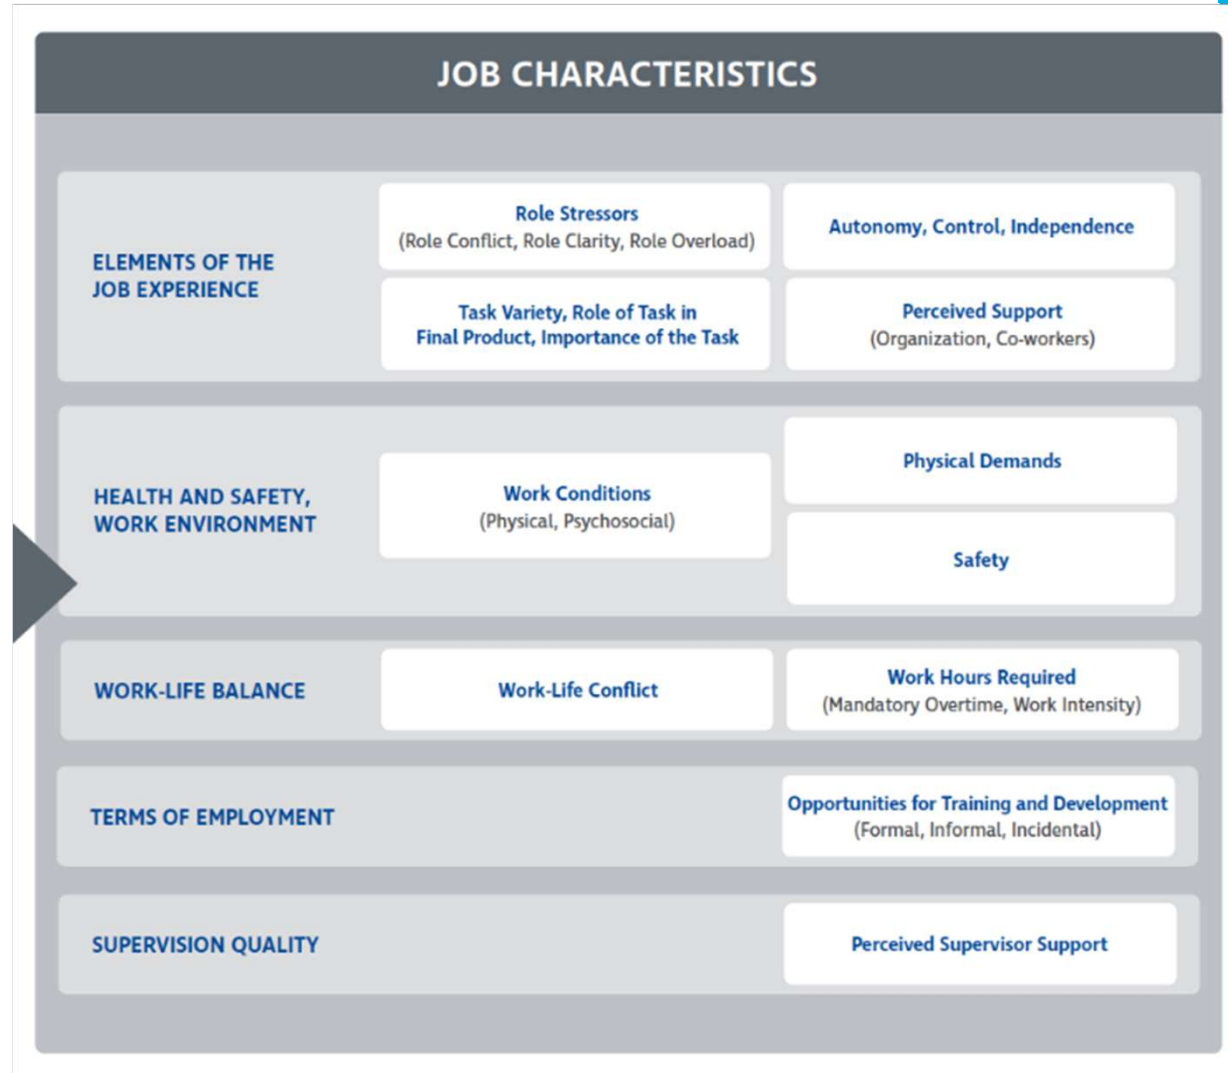 JOB CHARACTERISTICS
ELEMENTS OF THE
JOB EXPERIENCE
Role Stressors
(Role Conflict, Role Clarity, Role Overload)
Autonomy, Control, Independence
Task Variety, Role of Task in
Final Product, Importance of the Task
Perceived Support
(Organization, Co-workers)
HEALTH AND SAFETY,
WORK ENVIRONMENT
Work Conditions
(Physical, Psychosocial)
Physical Demands
Safety
WORK-LIFE BALANCE
Work-Life Conflict
Work Hours Required
(Mandatory Overtime, Work Intensity)
TERMS OF EMPLOYMENT
Opportunities for Training and Development
(Formal, Informal, Incidental)
SUPERVISION QUALITY
Perceived Supervisor Support